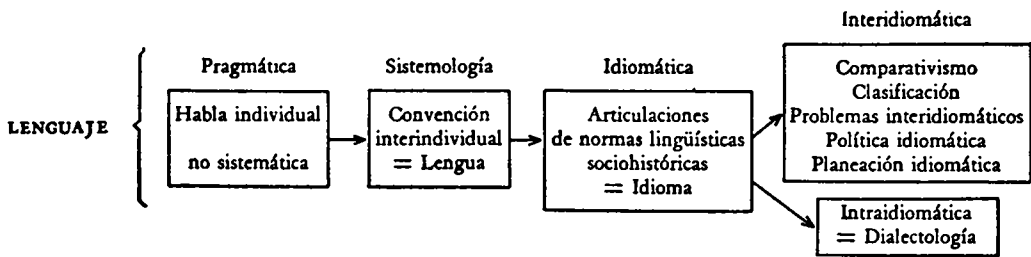 LENGUAJE
Pragmática
Habla individual
no sistemática
Sistemología
Convención
interindividual
= Lengua
Idiomática
Articulaciones
de normas lingüísticas
sociohistóricas
= Idioma
Interidiomática
Comparativismo
Clasificación
Problemas interidiomáticos
Política idiomática
Planeación idiomática
Intraidiomática
= Dialectología